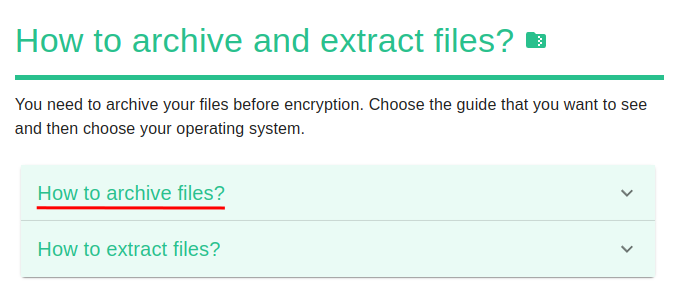 How to archive and extract files?
You need to archive your files before encryption. Choose the guide that you want to see
and then choose your operating system.
How to archive files?
How to extract files?